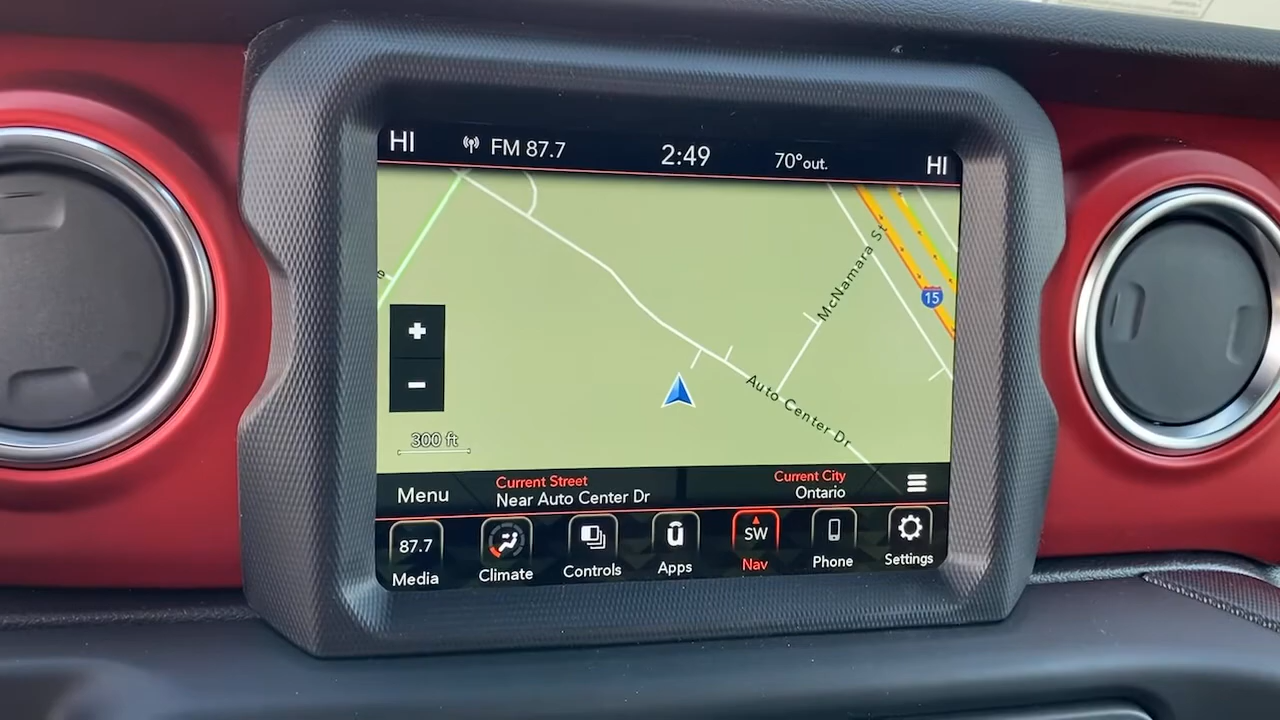 HI FM 87.7 2:49 70°out. HI
McNamara St
15
+
-
Auto Center Dr
300 ft
Menu
Current Street
Near Auto Center Dr
Current City
Ontario
87.7
Media
Climate
Controls
û
Apps
SW
Nav
Phone
Settings